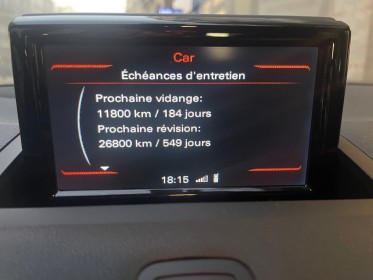 Car
Échéances d'entretien
Prochaine vidange:
11800 km / 184 jours
Prochaine révision:
26800 km / 549 jours
18:15